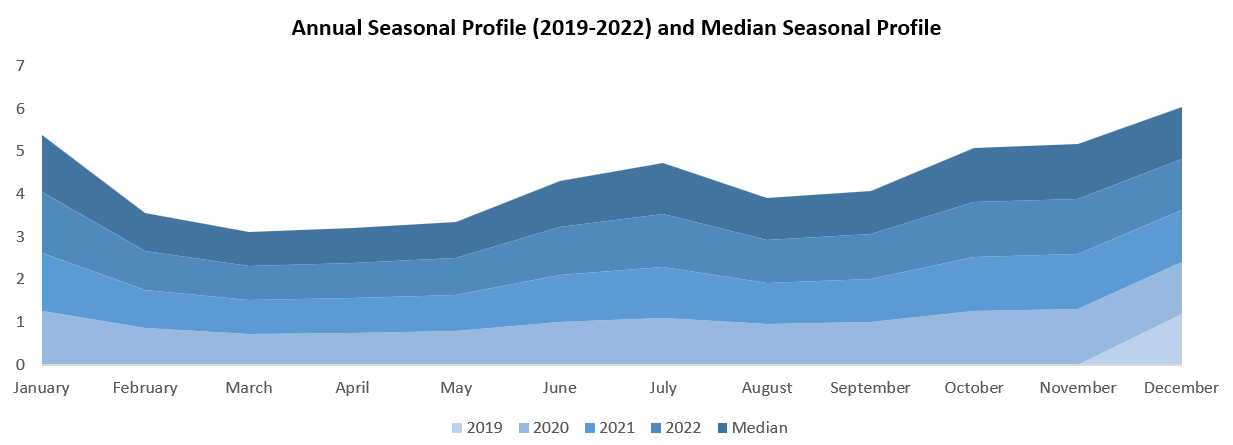 Annual Seasonal Profile (2019-2022) and Median Seasonal Profile
7
6
5
4
3
2
1
0
January February March April May June July August September October November December
2019 2020 2021 2022 Median